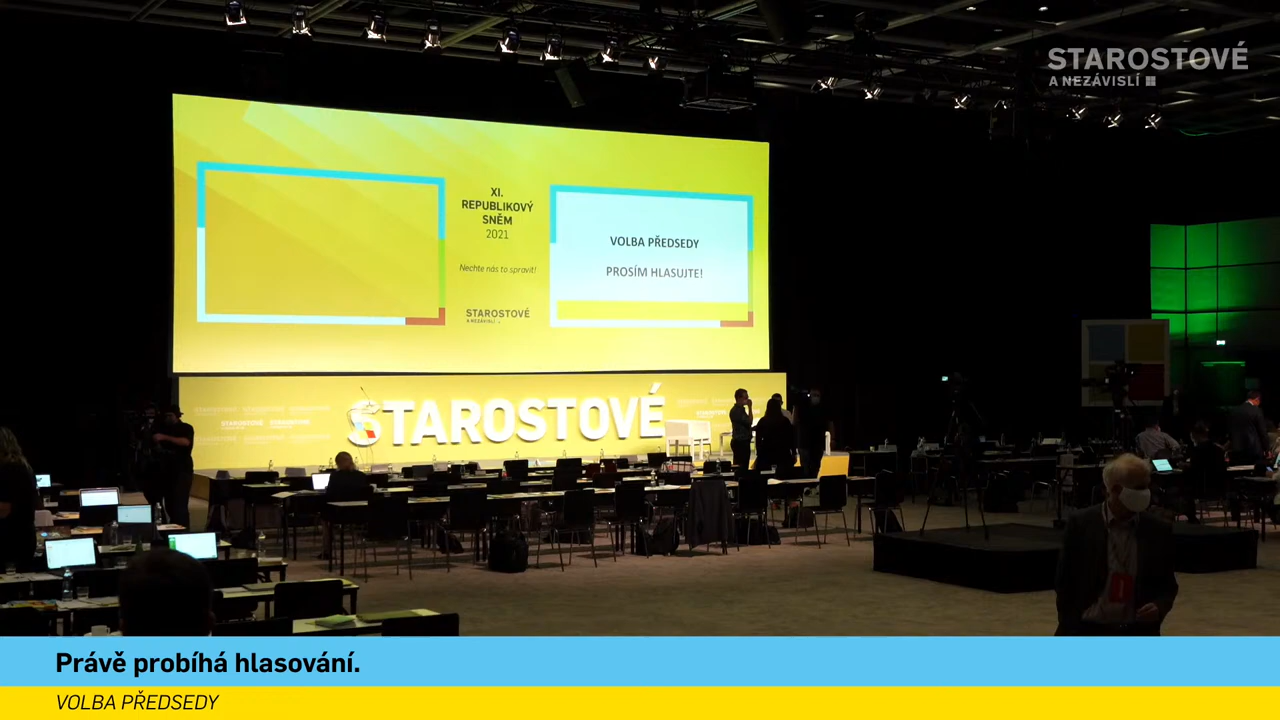 STAROSTOVÉ
A NEZÁVISLÍ
XI.
REPUBLIKOVÝ
SNĚM
2021
Nechte nás to spravit!
STAROSTOVÉ
A NEZÁVISLÍ
VOLBA PŘEDSEDY
PROSÍM HLASUJTE!
STAROSTOVÉ
Právě probíhá hlasování.
VOLBA PŘEDSEDY